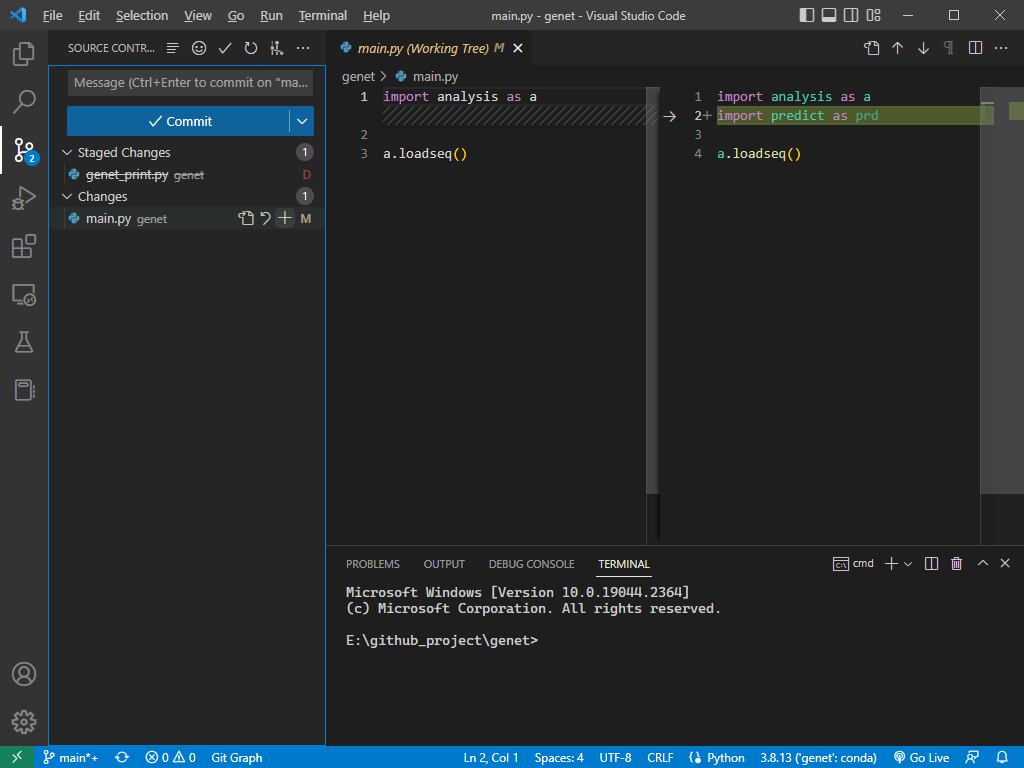 File Edit Selection View Go Run Terminal Help main.py - genet - Visual Studio Code
SOURCE CONTR...
main.py (Working Tree) M
genet > main.py
Message (Ctrl+Enter to commit on "ma...
Commit
Staged Changes 1
genet_print.py genet D
Changes 1
main.py genet M
2
1 import analysis as a
2
3 a.loadseq()
1 import analysis as a
2+ import predict as prd
3
4 a.loadseq()
PROBLEMS OUTPUT DEBUG CONSOLE TERMINAL cmd
Microsoft Windows [Version 10.0.19044.2364]
(c) Microsoft Corporation. All rights reserved.
E:\github_project\genet>
main*+ 0 0 Git Graph Ln 2, Col 1 Spaces: 4 UTF-8 CRLF Python 3.8.13 ('genet': conda) Go Live